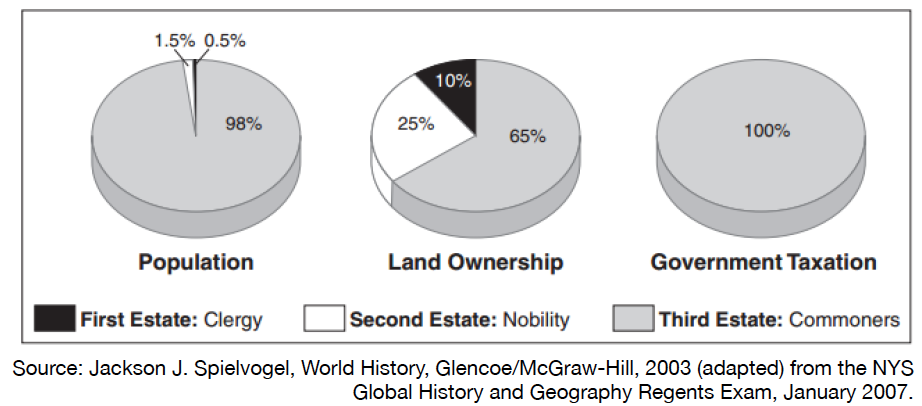 1.5% 0.5%
98%
10%
25%
65%
100%
Population
Land Ownership
Government Taxation
First Estate: Clergy
Second Estate: Nobility
Third Estate: Commoners
Source: Jackson J. Spielvogel, World History, Glencoe/McGraw-Hill, 2003 (adapted) from the NYS
Global History and Geography Regents Exam, January 2007.